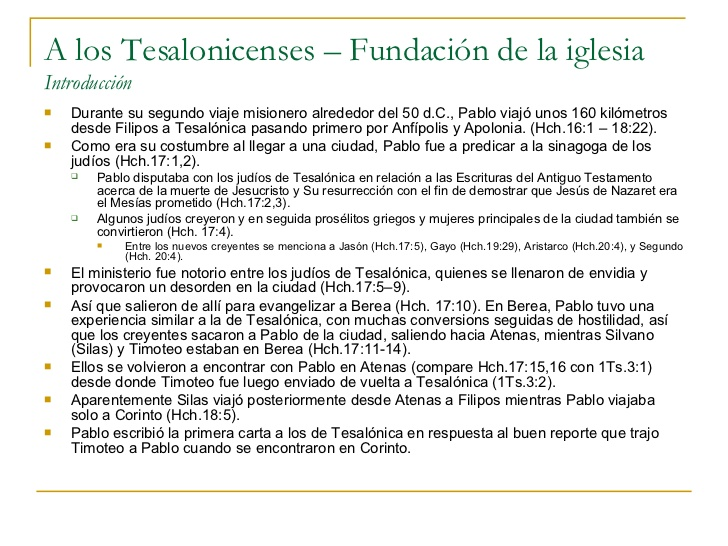 A los Tesalonicenses – Fundación de la iglesia
Introducción
Durante su segundo viaje misionero alrededor del 50 d.C., Pablo viajó unos 160 kilómetros
desde Filipos a Tesalónica pasando primero por Anfípolis y Apolonia. (Hch.16:1 – 18:22).
Como era su costumbre al llegar a una ciudad, Pablo fue a predicar a la sinagoga de los
judíos (Hch.17:1,2).
Pablo disputaba con los judíos de Tesalónica en relación a las Escrituras del Antiguo Testamento
acerca de la muerte de Jesucristo y Su resurrección con el fin de demostrar que Jesús de Nazaret era
el Mesías prometido (Hch.17:2,3).
Algunos judíos creyeron y en seguida prosélitos griegos y mujeres principales de la ciudad también se
convirtieron (Hch. 17:4).
Entre los nuevos creyentes se menciona a Jasón (Hch.17:5), Gayo (Hch.19:29), Aristarco (Hch.20:4), y Segundo
(Hch. 20:4).
El ministerio fue notorio entre los judíos de Tesalónica, quienes se llenaron de envidia y
provocaron un desorden en la ciudad (Hch.17:5–9).
Así que salieron de allí para evangelizar a Berea (Hch. 17:10). En Berea, Pablo tuvo una
experiencia similar a la de Tesalónica, con muchas conversions seguidas de hostilidad, así
que los creyentes sacaron a Pablo de la ciudad, saliendo hacia Atenas, mientras Silvano
(Silas) y Timoteo estaban en Berea (Hch.17:11-14).
Ellos se volvieron a encontrar con Pablo en Atenas (compare Hch.17:15,16 con 1Ts.3:1)
desde donde Timoteo fue luego enviado de vuelta a Tesalónica (1Ts.3:2).
Aparentemente Silas viajó posteriormente desde Atenas a Filipos mientras Pablo viajaba
solo a Corinto (Hch.18:5).
Pablo escribió la primera carta a los de Tesalónica en respuesta al buen reporte que trajo
Timoteo a Pablo cuando se encontraron en Corinto.